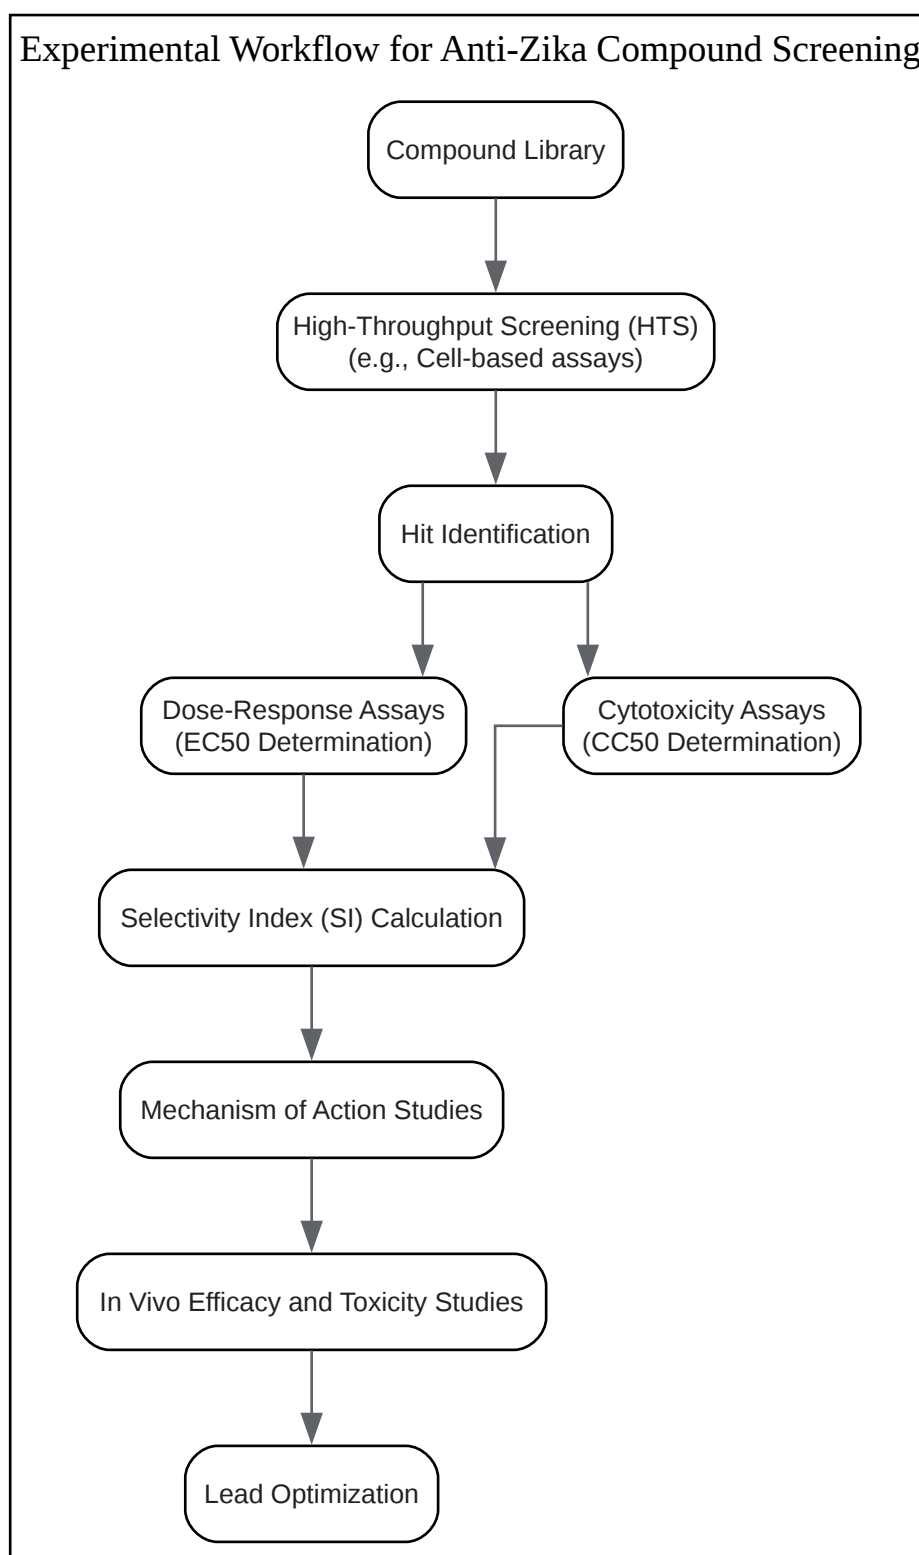 Experimental Workflow for Anti-Zika Compound Screening
Compound Library
High-Throughput Screening (HTS)
(e.g., Cell-based assays)
Hit Identification
Dose-Response Assays
(EC50 Determination)
Cytotoxicity Assays
(CC50 Determination)
Selectivity Index (SI) Calculation
Mechanism of Action Studies
In Vivo Efficacy and Toxicity Studies
Lead Optimization